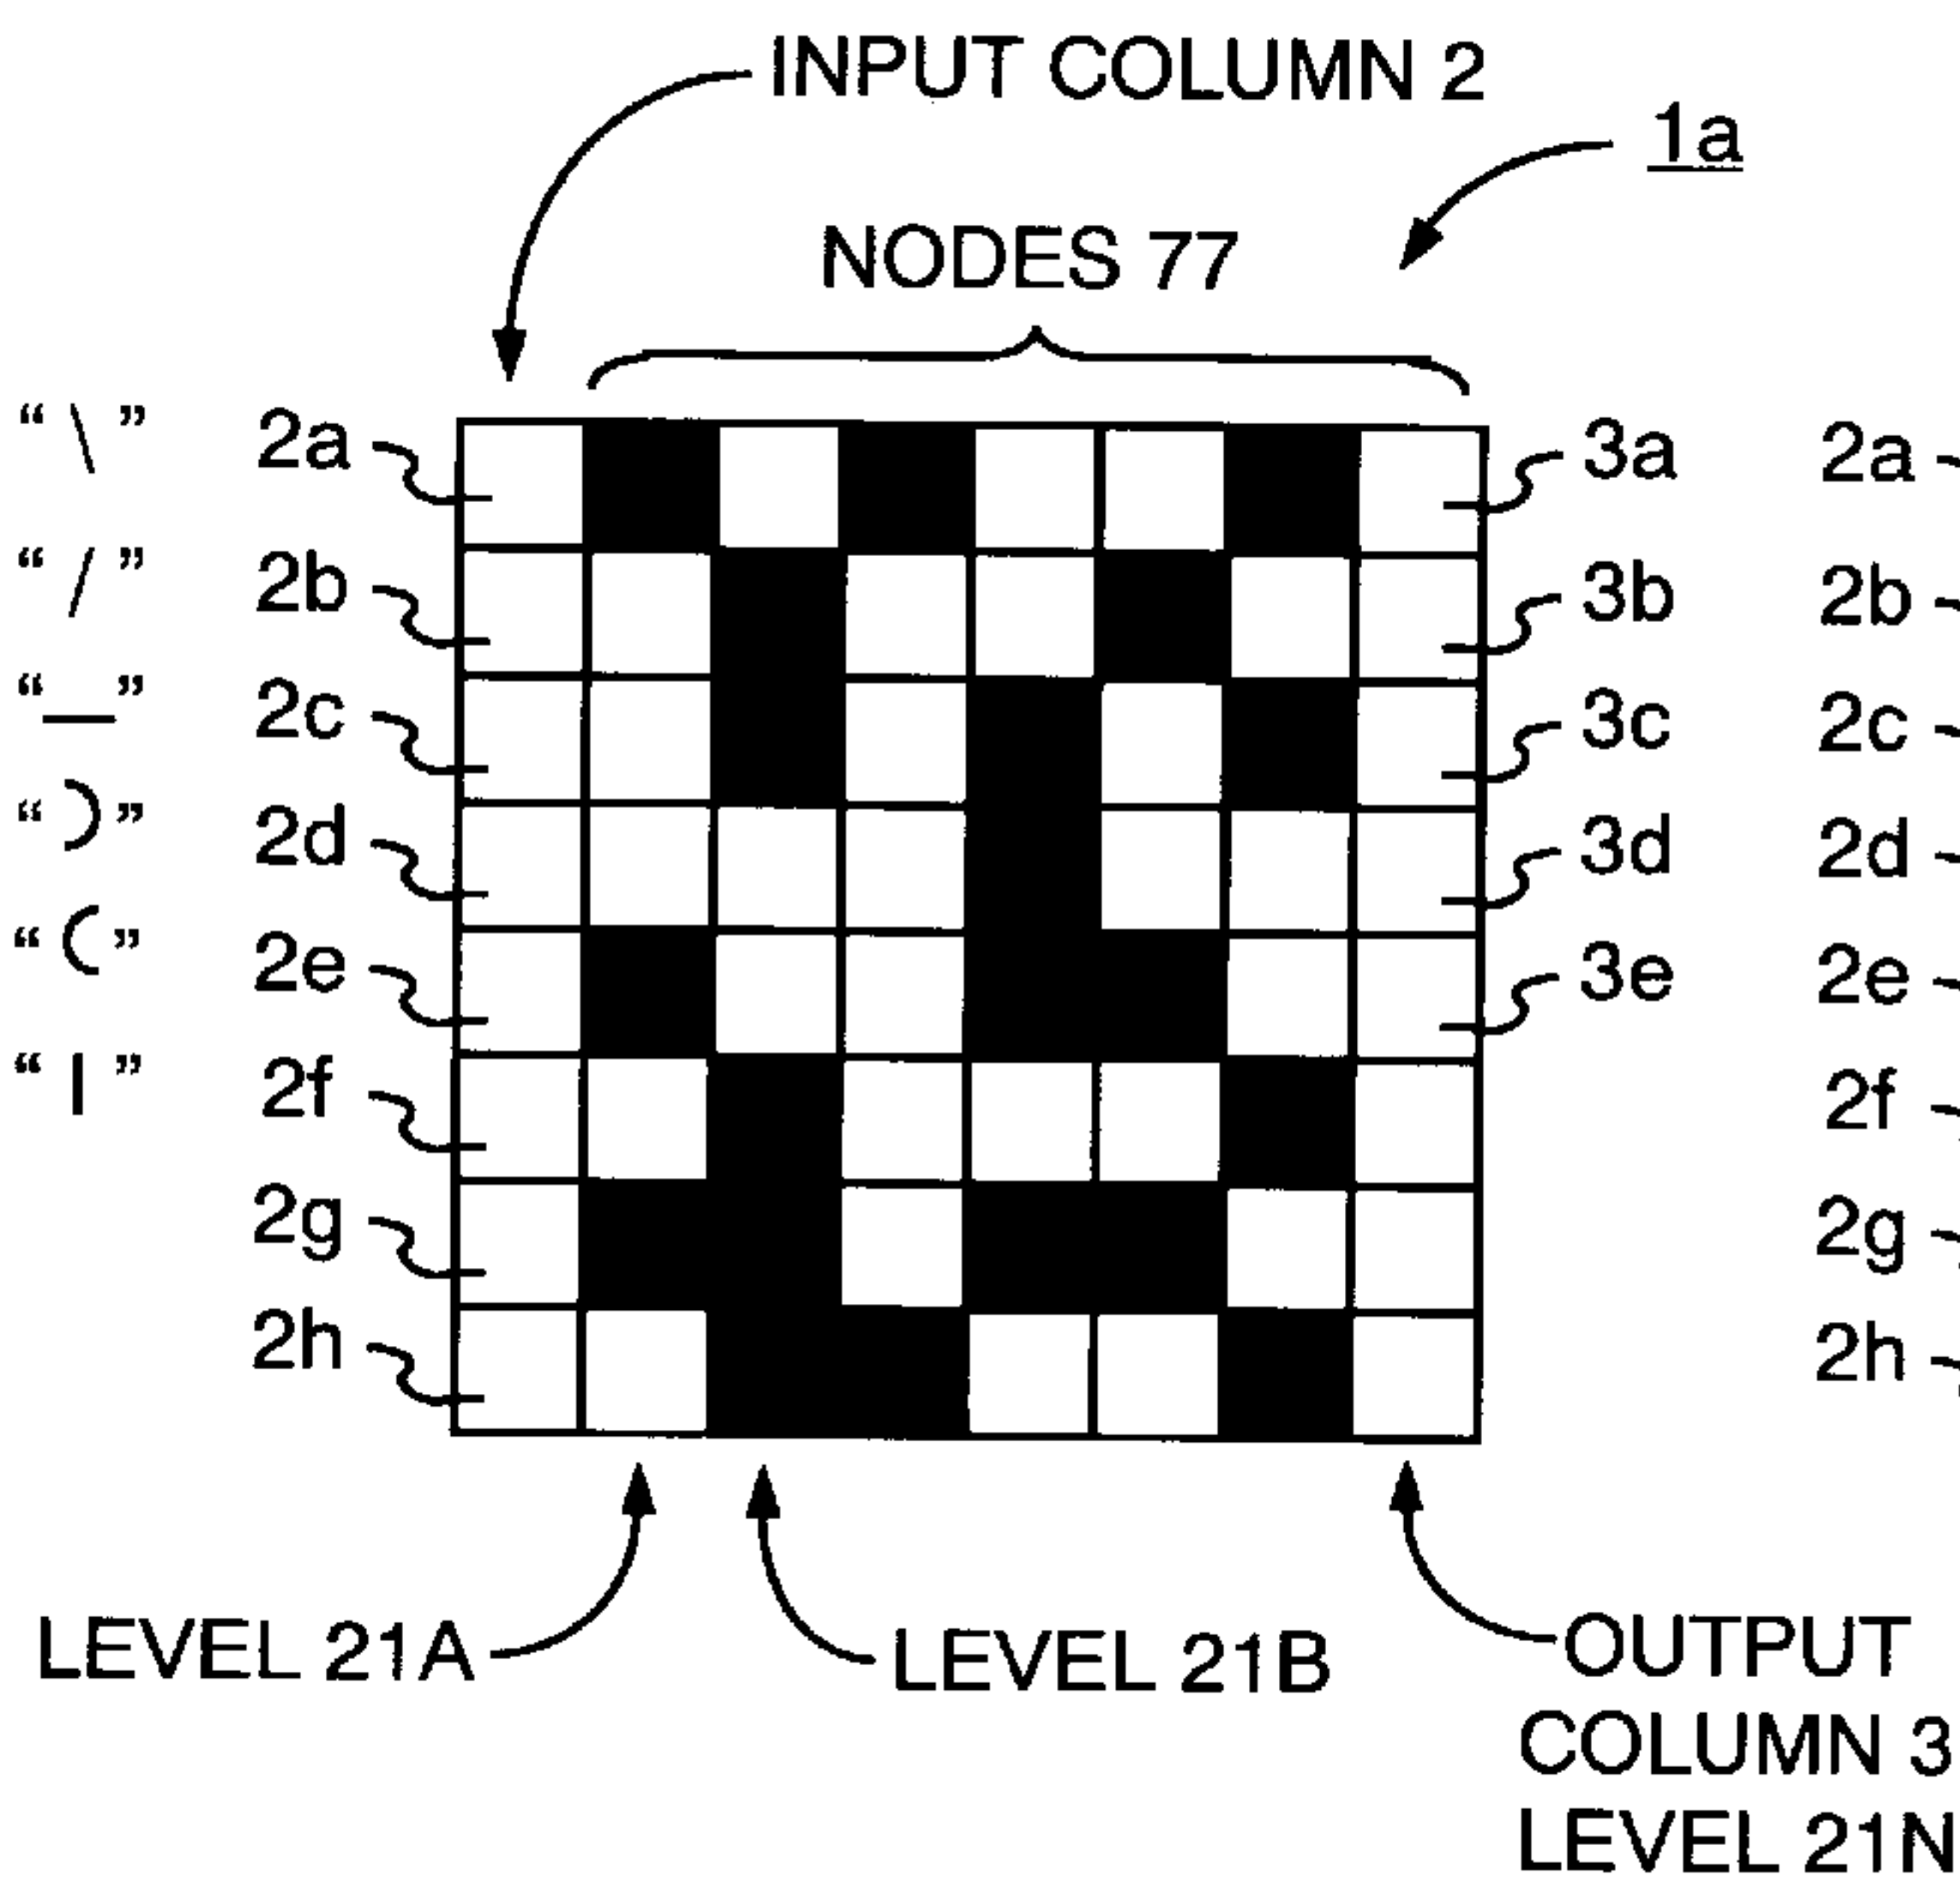 INPUT COLUMN 2
1a
NODES 77
“ \ ” 2a 3a 2a
“ / ” 2b 3b 2b
“ — ” 2c 3c 2c
“ ) ” 2d 3d 2d
“ ( ” 2e 3e 2e
“ | ” 2f 2f
2g 2g
2h 2h
LEVEL 21A LEVEL 21B OUTPUT
COLUMN 3
LEVEL 21N